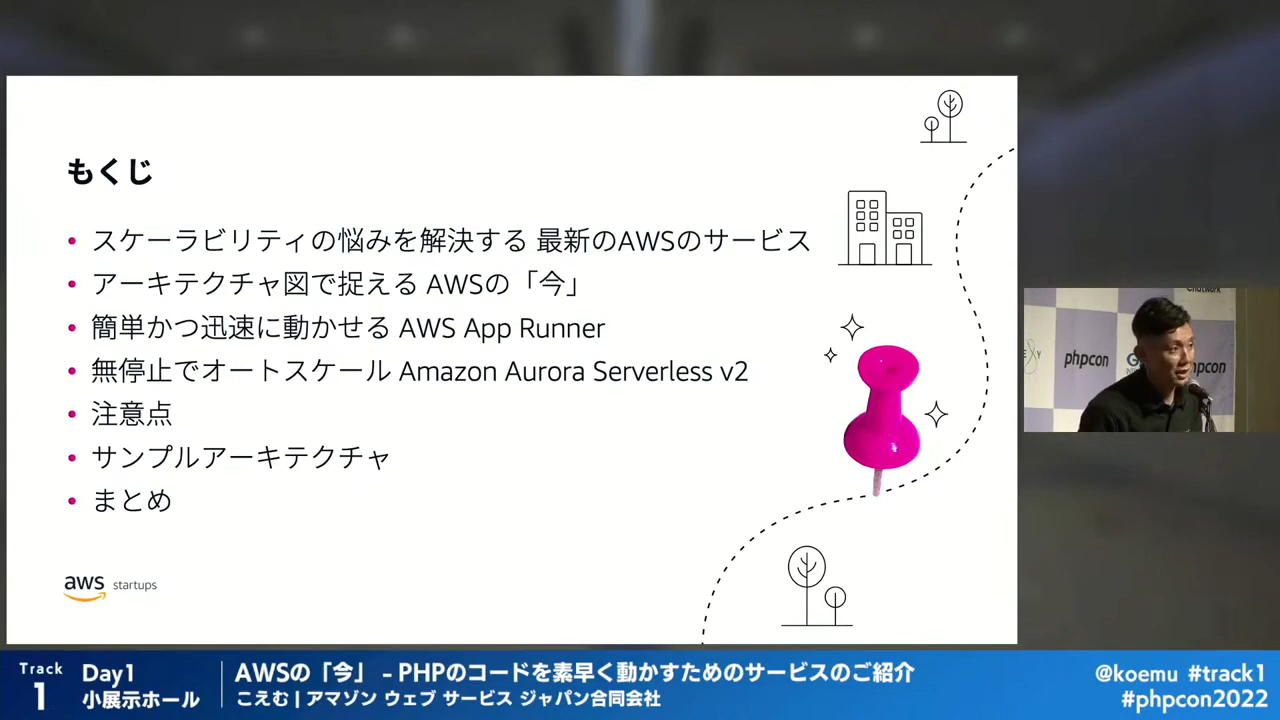 もくじ
• スケーラビリティの悩みを解決する 最新のAWSのサービス
• アーキテクチャ図で捉える AWSの「今」
• 簡単かつ迅速に動かせる AWS App Runner
• 無停止でオートスケール Amazon Aurora Serverless v2
• 注意点
• サンプルアーキテクチャ
• まとめ
aws startups
Chatwork
phpcon
pcon
Track 1
Day1
小展示ホール
AWSの「今」 – PHPのコードを素早く動かすためのサービスのご紹介
こえむ | アマゾン ウェブ サービス ジャパン合同会社
@koemu #track1
#phpcon2022